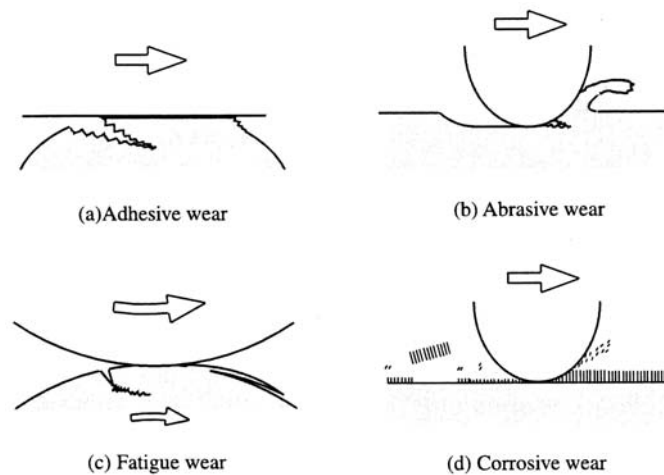 (a)Adhesive wear
(b) Abrasive wear
(c) Fatigue wear
(d) Corrosive wear